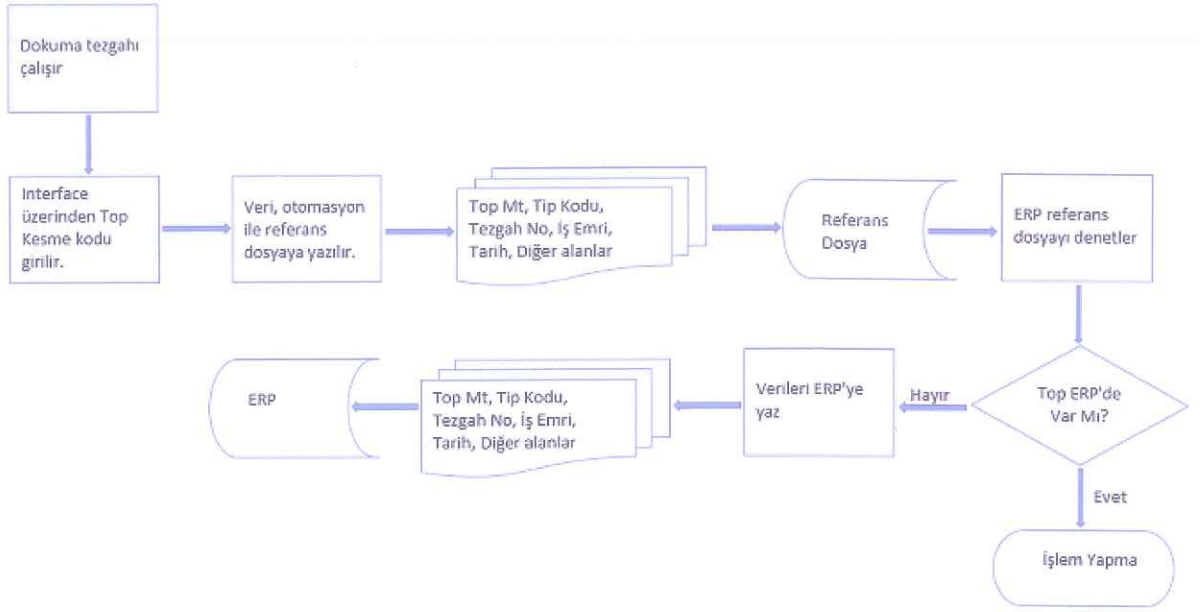 Dokuma tezgahı
çalışır
Interface
üzerinden Top
Kesme kodu
girilir.
Veri, otomasyon
ile referans
dosyaya yazılır.
Top Mt, Tip Kodu,
Tezgah No, İş Emri,
Tarih, Diğer alanlar
Referans
Dosya
ERP referans
dosyayı denetler
Top ERP'de
Var Mı?
Hayır
Verileri ERP'ye
yaz
Top Mt, Tip Kodu,
Tezgah No, İş Emri,
Tarih, Diğer alanlar
ERP
Evet
İşlem Yapma